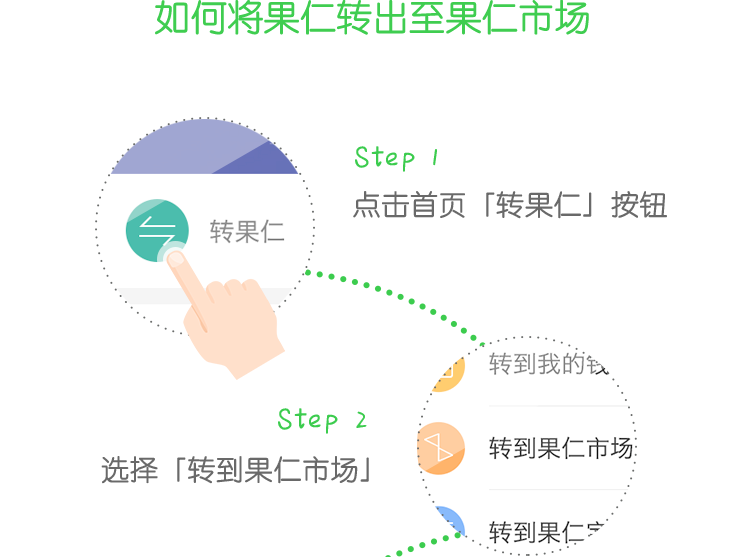 如何将果仁转出至果仁市场
Step 1
点击首页「转果仁」按钮
转果仁
转到我的
Step 2
选择「转到果仁市场」
转到果仁市场
转到果仁